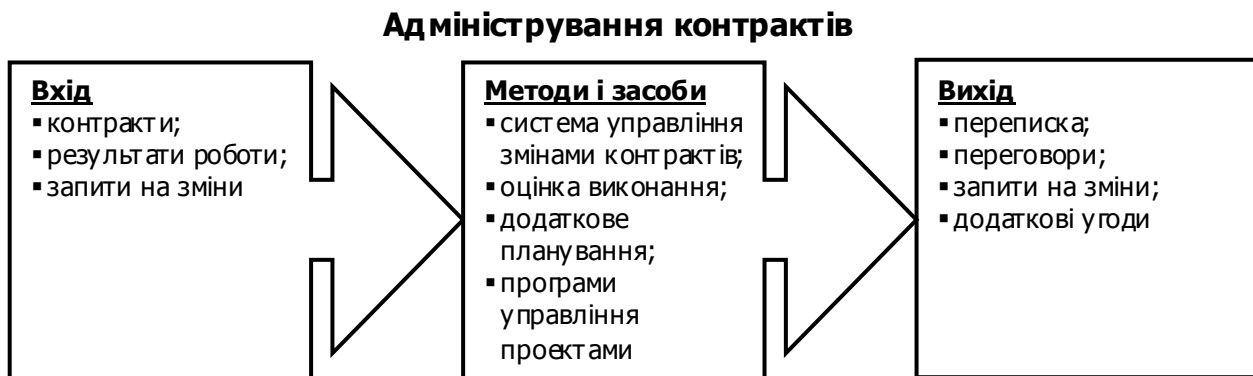 Адміністрування контрактів
Вхід
▪ контракти;
▪ результати роботи;
▪ запити на зміни
Методи і засоби
▪ система управління
змінами контрактів;
▪ оцінка виконання;
▪ додаткове
планування;
▪ програми
управління
проектами
Вихід
▪ переписка;
▪ переговори;
▪ запити на зміни;
▪ додаткові угоди